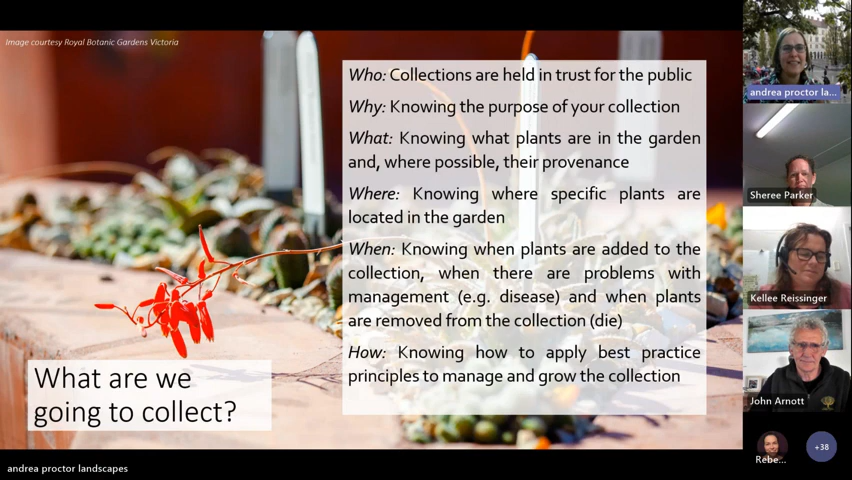 Image courtesy Royal Botanic Gardens Victoria
Who: Collections are held in trust for the public
Why: Knowing the purpose of your collection
What: Knowing what plants are in the garden
and, where possible, their provenance
Where: Knowing where specific plants are
located in the garden
When: Knowing when plants are added to the
collection, when there are problems with
management (e.g. disease) and when plants
are removed from the collection (die)
How: Knowing how to apply best practice
principles to manage and grow the collection
What are we
going to collect?
andrea proctor landscapes
andrea proctor la...
Sheree Parker
Kellee Reissinger
John Arnott
Rebe...
+38